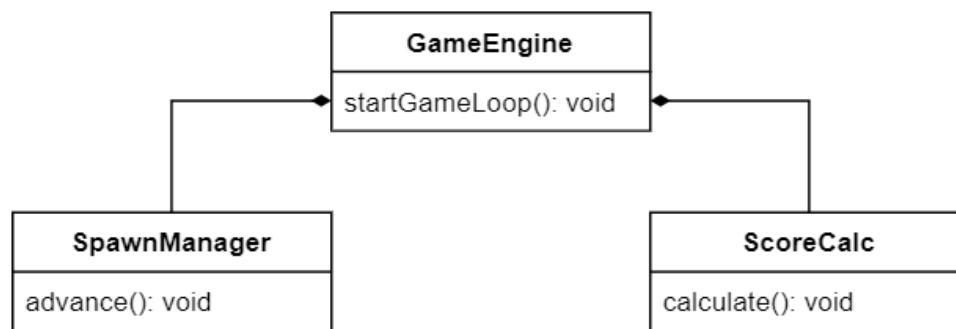 GameEngine
startGameLoop(): void
SpawnManager
advance(): void
ScoreCalc
calculate(): void